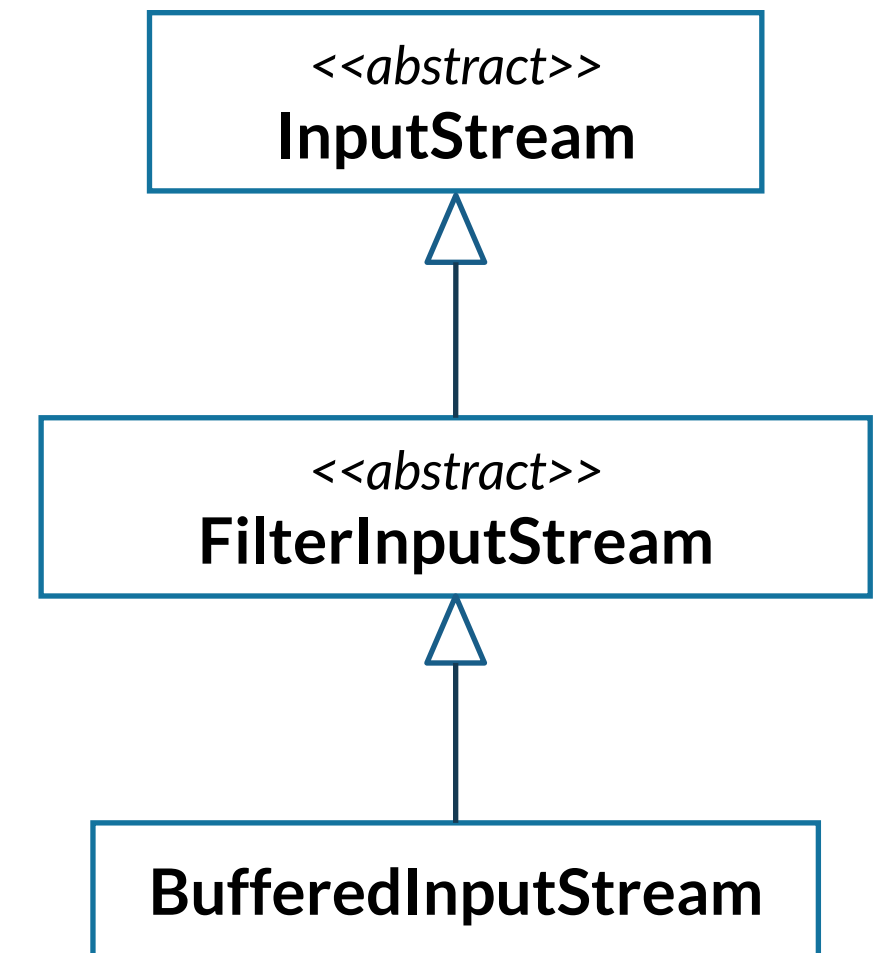 <<abstract>>
InputStream
<<abstract>>
FilterInputStream
BufferedInputStream